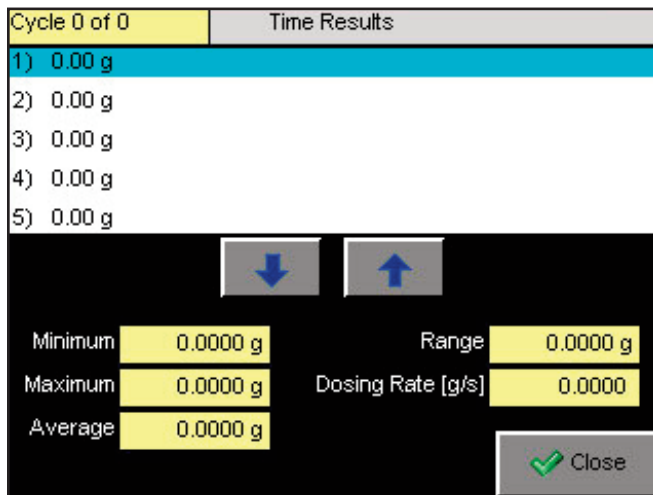 Cycle 0 of 0 Time Results
1) 0.00 g
2) 0.00 g
3) 0.00 g
4) 0.00 g
5) 0.00 g
Minimum 0.0000 g Range 0.0000 g
Maximum 0.0000 g Dosing Rate [g/s] 0.0000
Average 0.0000 g
Close